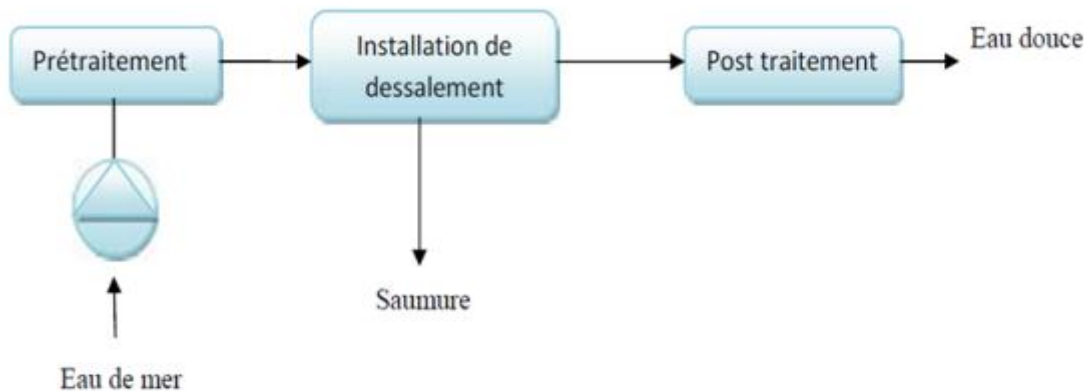 Prétraitement
Installation de
dessalement
Post traitement
Eau douce
Saumure
Eau de mer